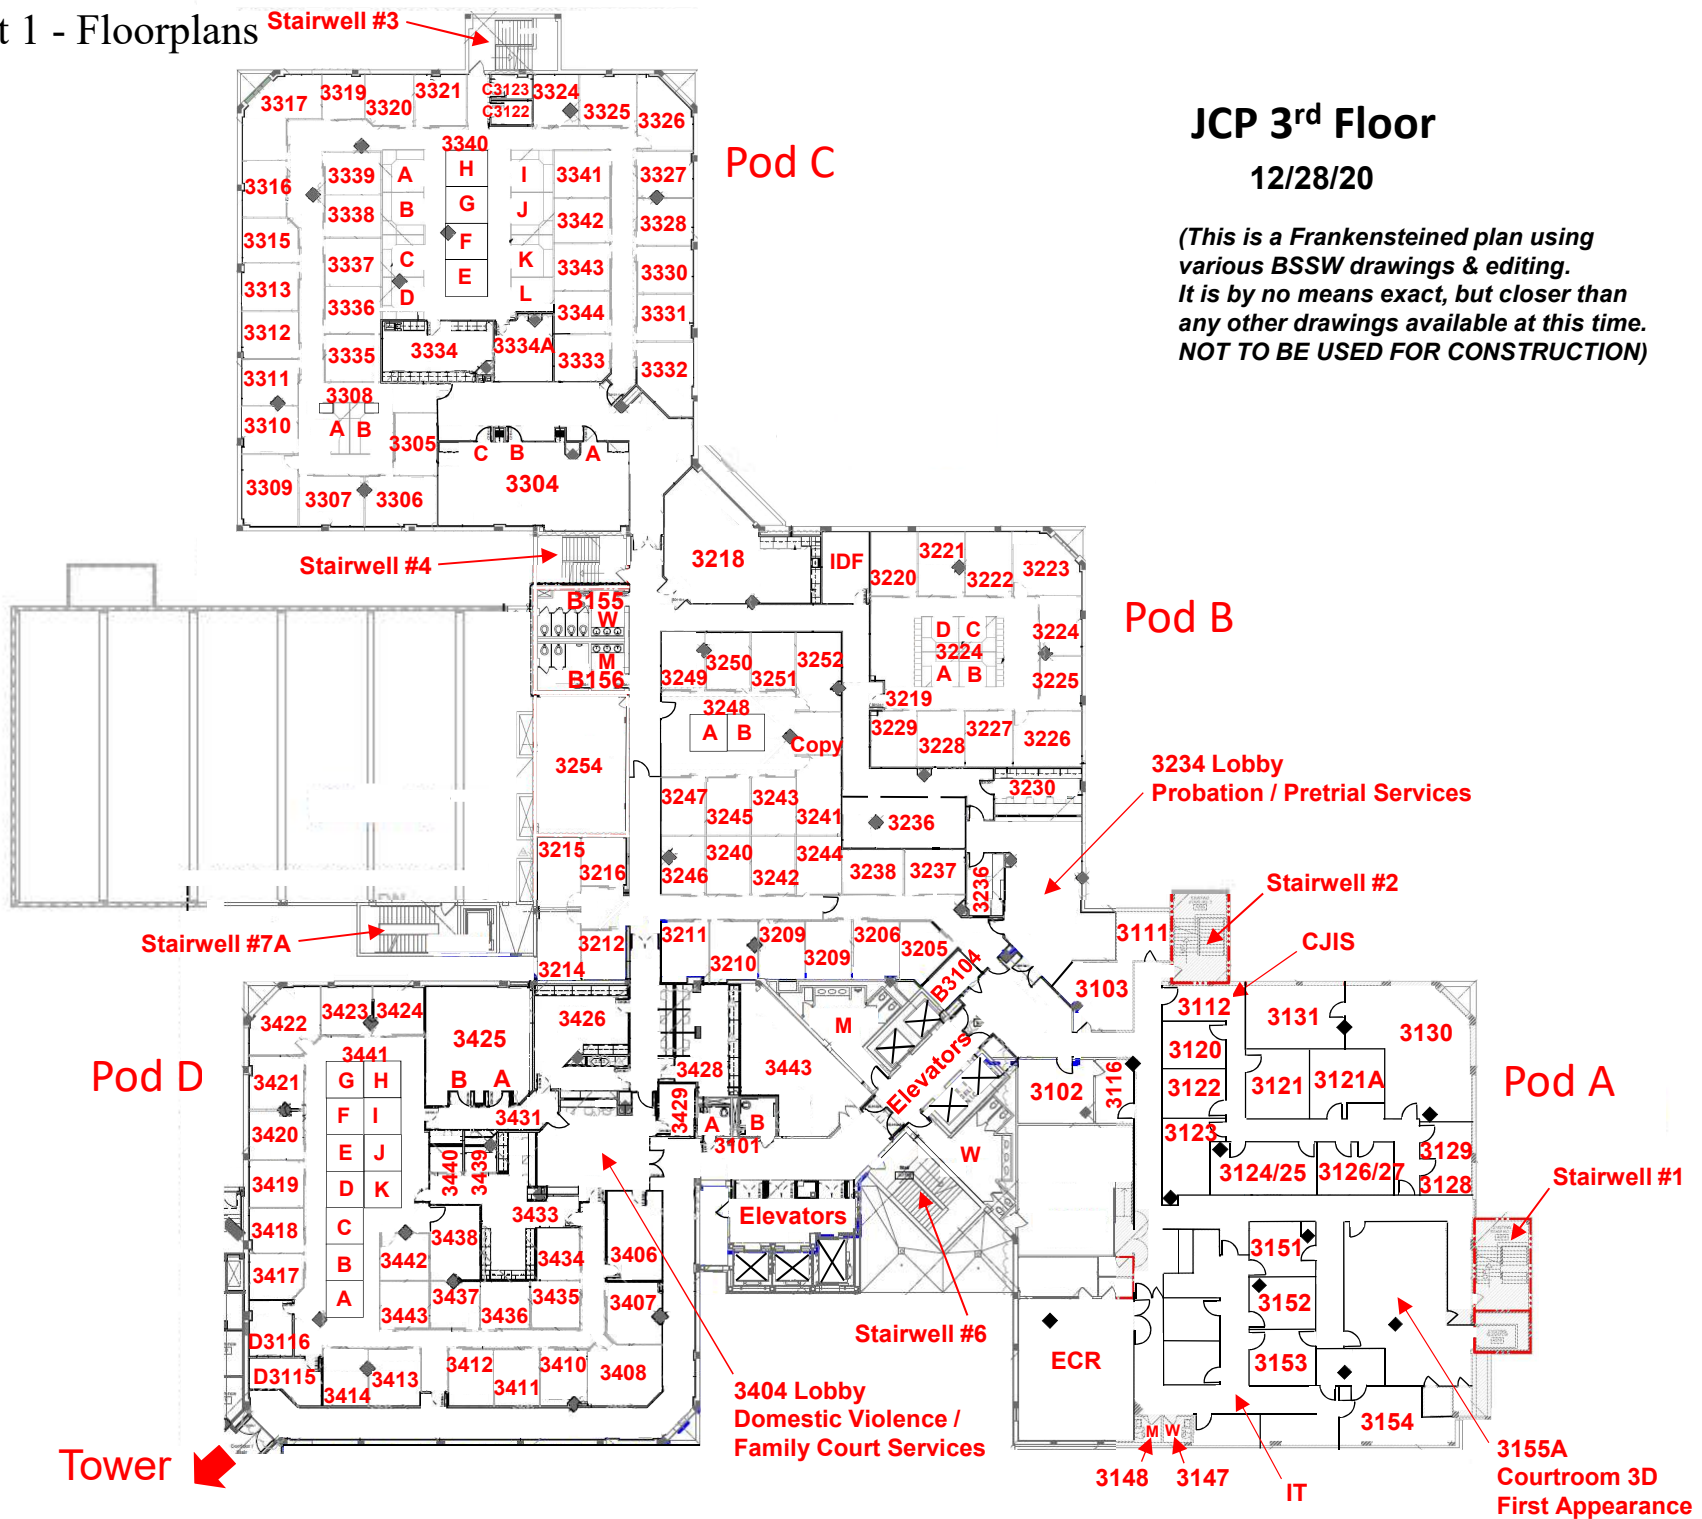 t 1 - Floorplans
Stairwell #3
JCP 3rd Floor
12/28/20
(This is a Frankensteined plan using
various BSSW drawings & editing.
It is by no means exact, but closer than
any other drawings available at this time.
NOT TO BE USED FOR CONSTRUCTION)
Pod C
3317
3319
3320
3321
C3123
C3122
3324
3325
3326
3340
3316
3339
A
H
I
3341
3327
3338
B
G
J
3342
3328
3315
3337
C
F
K
3343
3330
3313
3336
D
E
L
3344
3331
3312
3335
3334
3334A
3333
3332
3311
3308
3310
A
B
3305
C
B
A
3309
3307
3306
3304
Stairwell #4
3218
IDF
3220
3221
3222
3223
Pod B
B155
W
M
B156
D
C
3224
3224
A
B
3225
3219
3229
3228
3227
3226
3249
3250
3251
3252
3248
A
B
Copy
3254
3247
3245
3243
3241
3230
3236
3234 Lobby
Probation / Pretrial Services
3215
3216
3246
3240
3242
3244
3238
3237
3236
Stairwell #7A
3214
3212
3211
3210
3209
3209
3206
3205
B3104
3111
3103
Stairwell #2
CJIS
3112
Pod D
3422
3423
3424
3425
B
A
3426
3428
3443
M
Elevators
3441
G
H
F
I
E
J
D
K
C
B
A
3421
3420
3419
3418
3417
3431
3429
A
B
3101
W
3440
3439
3433
3438
3442
3434
3406
3443
3437
3436
3435
3407
D3116
D3115
3414
3413
3412
3411
3410
3408
Elevators
Stairwell #6
3404 Lobby
Domestic Violence /
Family Court Services
Tower
Pod A
3102
3116
3120
3122
3123
3131
3130
3121
3121A
3124/25
3126/27
3129
3128
Stairwell #1
3151
3152
3153
3154
ECR
M
W
3148
3147
IT
3155A
Courtroom 3D
First Appearance